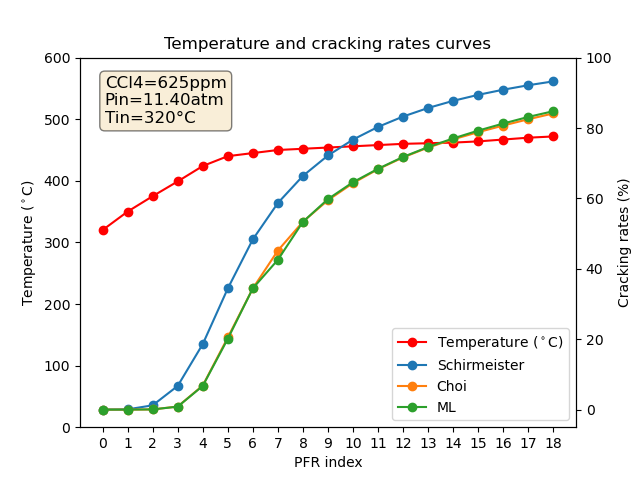 Temperature and cracking rates curves
CCl4=625ppm
Pin=11.40atm
Tin=320°C
600
500
400
300
200
100
0
Temperature (°C)
100
80
60
40
20
0
Cracking rates (%)
Temperature (°C)
Schirmeister
Choi
ML
0 1 2 3 4 5 6 7 8 9 10 11 12 13 14 15 16 17 18
PFR index